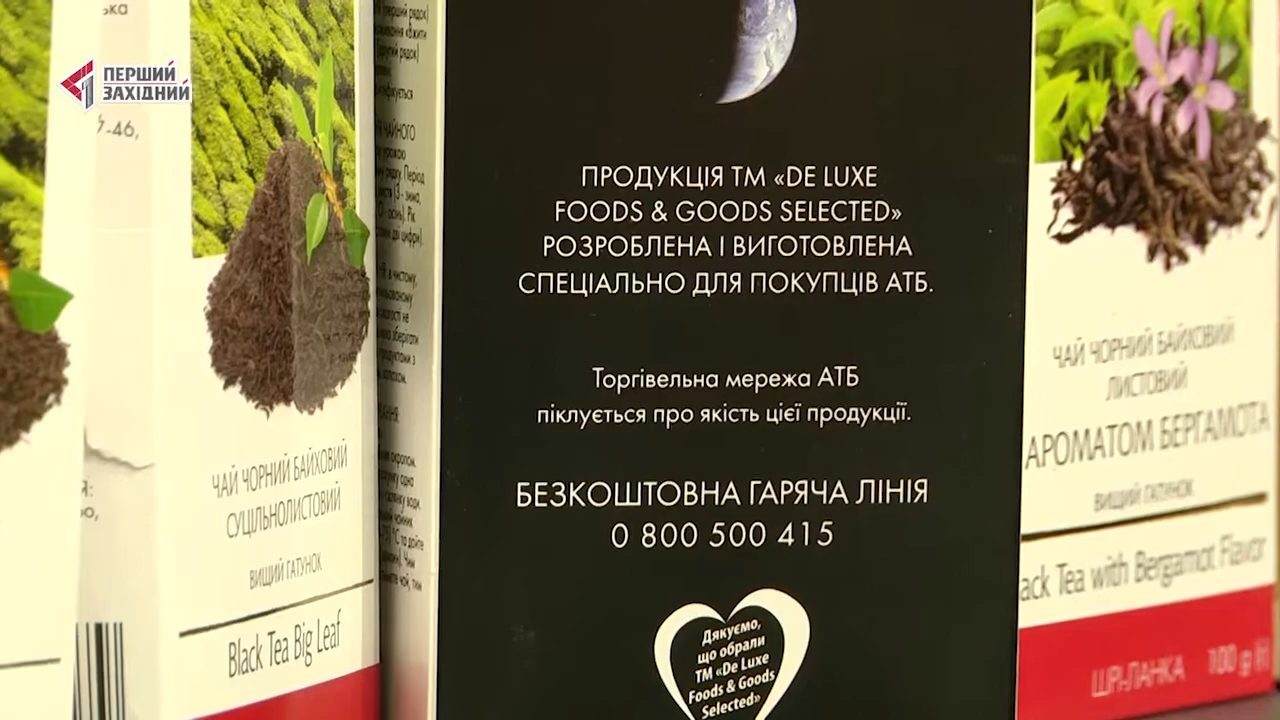 ПЕРШИЙ
ЗАХІДНИЙ
7-46,
ЧАЙ ЧОРНИЙ БАЙХОВИЙ
СУЦІЛЬНОЛИСТОВИЙ
ВИЩИЙ ГАТУНОК
Black Tea Big Leaf
ПРОДУКЦІЯ ТМ «DE LUXE
FOODS & GOODS SELECTED»
РОЗРОБЛЕНА І ВИГОТОВЛЕНА
СПЕЦІАЛЬНО ДЛЯ ПОКУПЦІВ АТБ.
Торгівельна мережа АТБ
піклується про якість цієї продукції.
БЕЗКОШТОВНА ГАРЯЧА ЛІНІЯ
0 800 500 415
Дякуємо,
що обрали
ТМ «De Luxe
Foods & Goods
Selected»
ЧАЙ ЧОРНИЙ БАЙХОВИЙ
ЛИСТОВИЙ
АРОМАТОМ БЕРГАМОТА
ВИЩИЙ ГАТУНОК
ack Tea with Bergamot Flavor
ШРІ-ЛАНКА 100 g